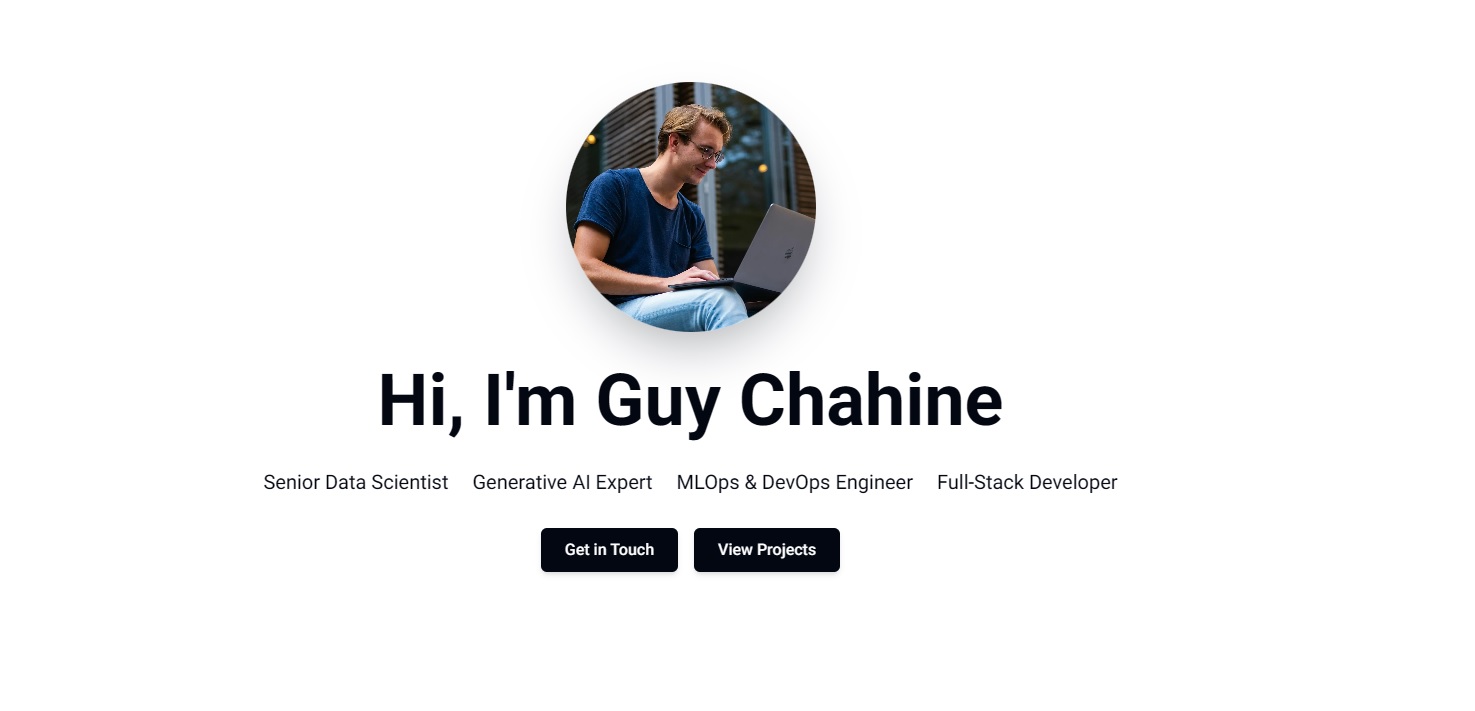 Hi, I'm Guy Chahine
Senior Data Scientist Generative AI Expert MLOps & DevOps Engineer Full-Stack Developer
Get in Touch View Projects